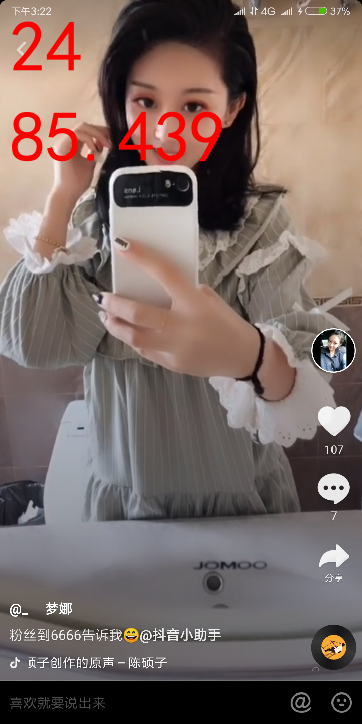 下午3:22
4G
37%
24
85.439
107
7
分享
JOMOO
@_ 梦娜
粉丝到6666告诉我😄@抖音小助手
页子创作的原声 – 陈硕子
喜欢就要说出来
@